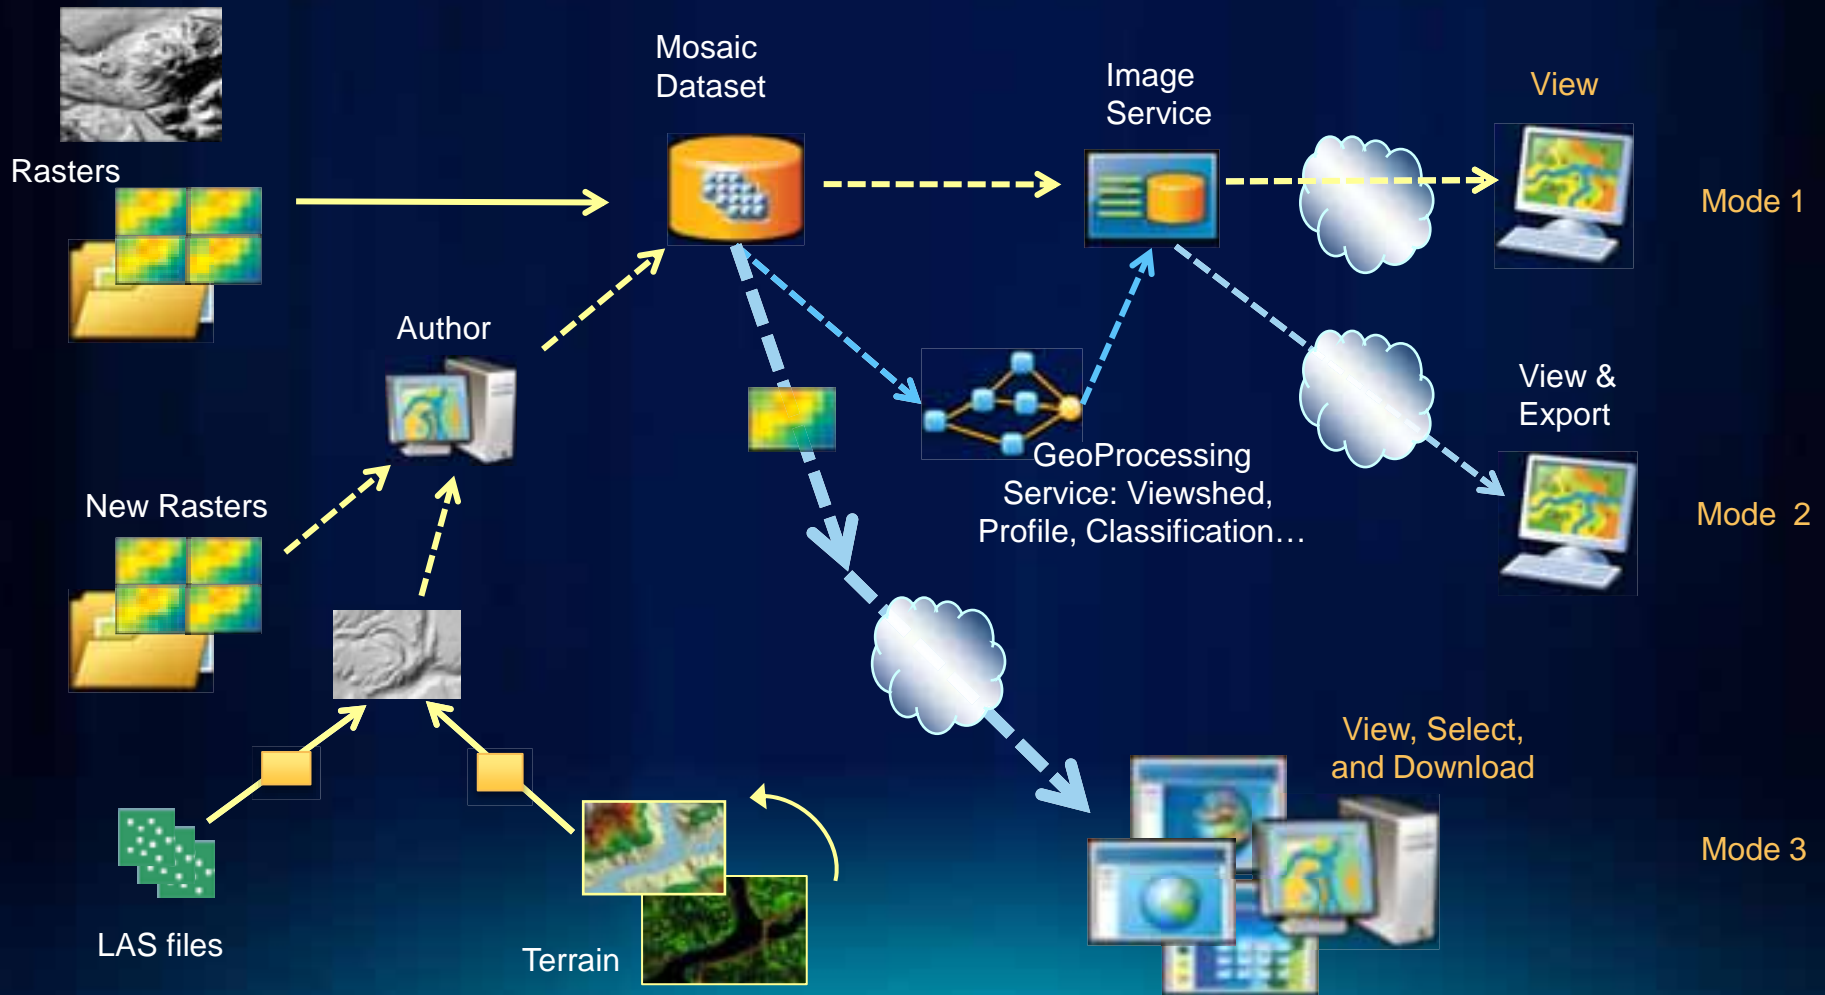 Mosaic
Dataset
Image
Service
View
Rasters
Mode 1
Author
View &
Export
GeoProcessing
Service: Viewshed,
Profile, Classification…
New Rasters
Mode  2
View, Select,
and Download
Mode 3
LAS files
Terrain